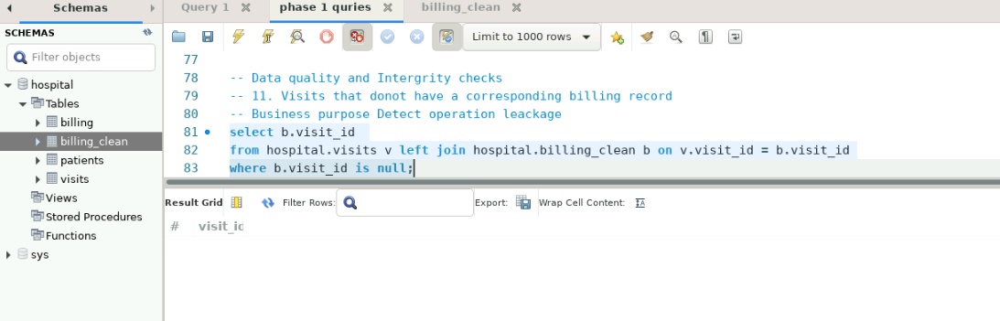 Schemas
Query 1
phase 1 quries
billing_clean
SCHEMAS
Filter objects
hospital
Tables
billing
billing_clean
patients
visits
Views
Stored Procedures
Functions
sys
Limit to 1000 rows
77
78 -- Data quality and Intergrity checks
79 -- 11. Visits that donot have a corresponding billing record
80 -- Business purpose Detect operation leackage
81 select b.visit_id
82 from hospital.visits v left join hospital.billing_clean b on v.visit_id = b.visit_id
83 where b.visit_id is null;
Result Grid Filter Rows: Export: Wrap Cell Content:
# visit_id